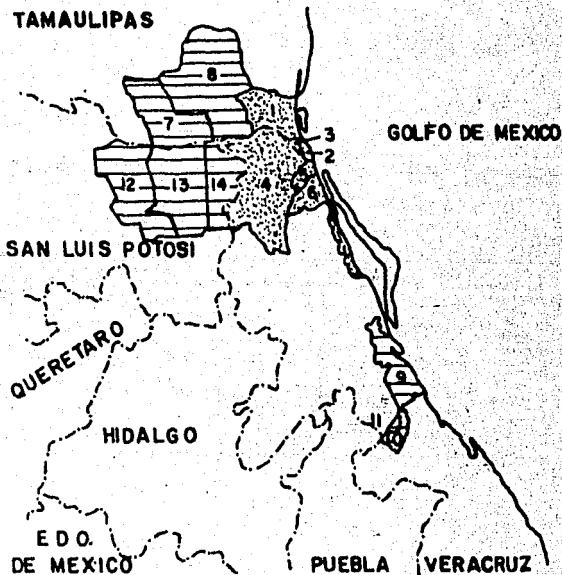 TAMAULIPAS
8
1
GOLFO DE MEXICO
7
3
2
12
13
14
4
5
6
SAN LUIS POTOSI
QUERETARO
9
11
10
HIDALGO
EDO.
DE MEXICO
PUEBLA
VERACRUZ